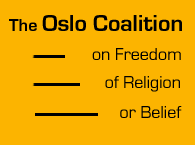 The Oslo Coalition
on Freedom
of Religion
or Belief